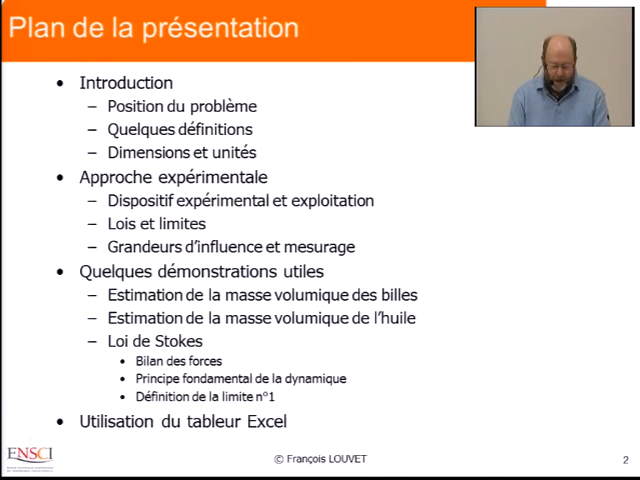 Plan de la présentation
• Introduction
– Position du problème
– Quelques définitions
– Dimensions et unités
• Approche expérimentale
– Dispositif expérimental et exploitation
– Lois et limites
– Grandeurs d'influence et mesurage
• Quelques démonstrations utiles
– Estimation de la masse volumique des billes
– Estimation de la masse volumique de l'huile
– Loi de Stokes
• Bilan des forces
• Principe fondamental de la dynamique
• Définition de la limite n°1
• Utilisation du tableur Excel
ENSCI
© François LOUVET
2